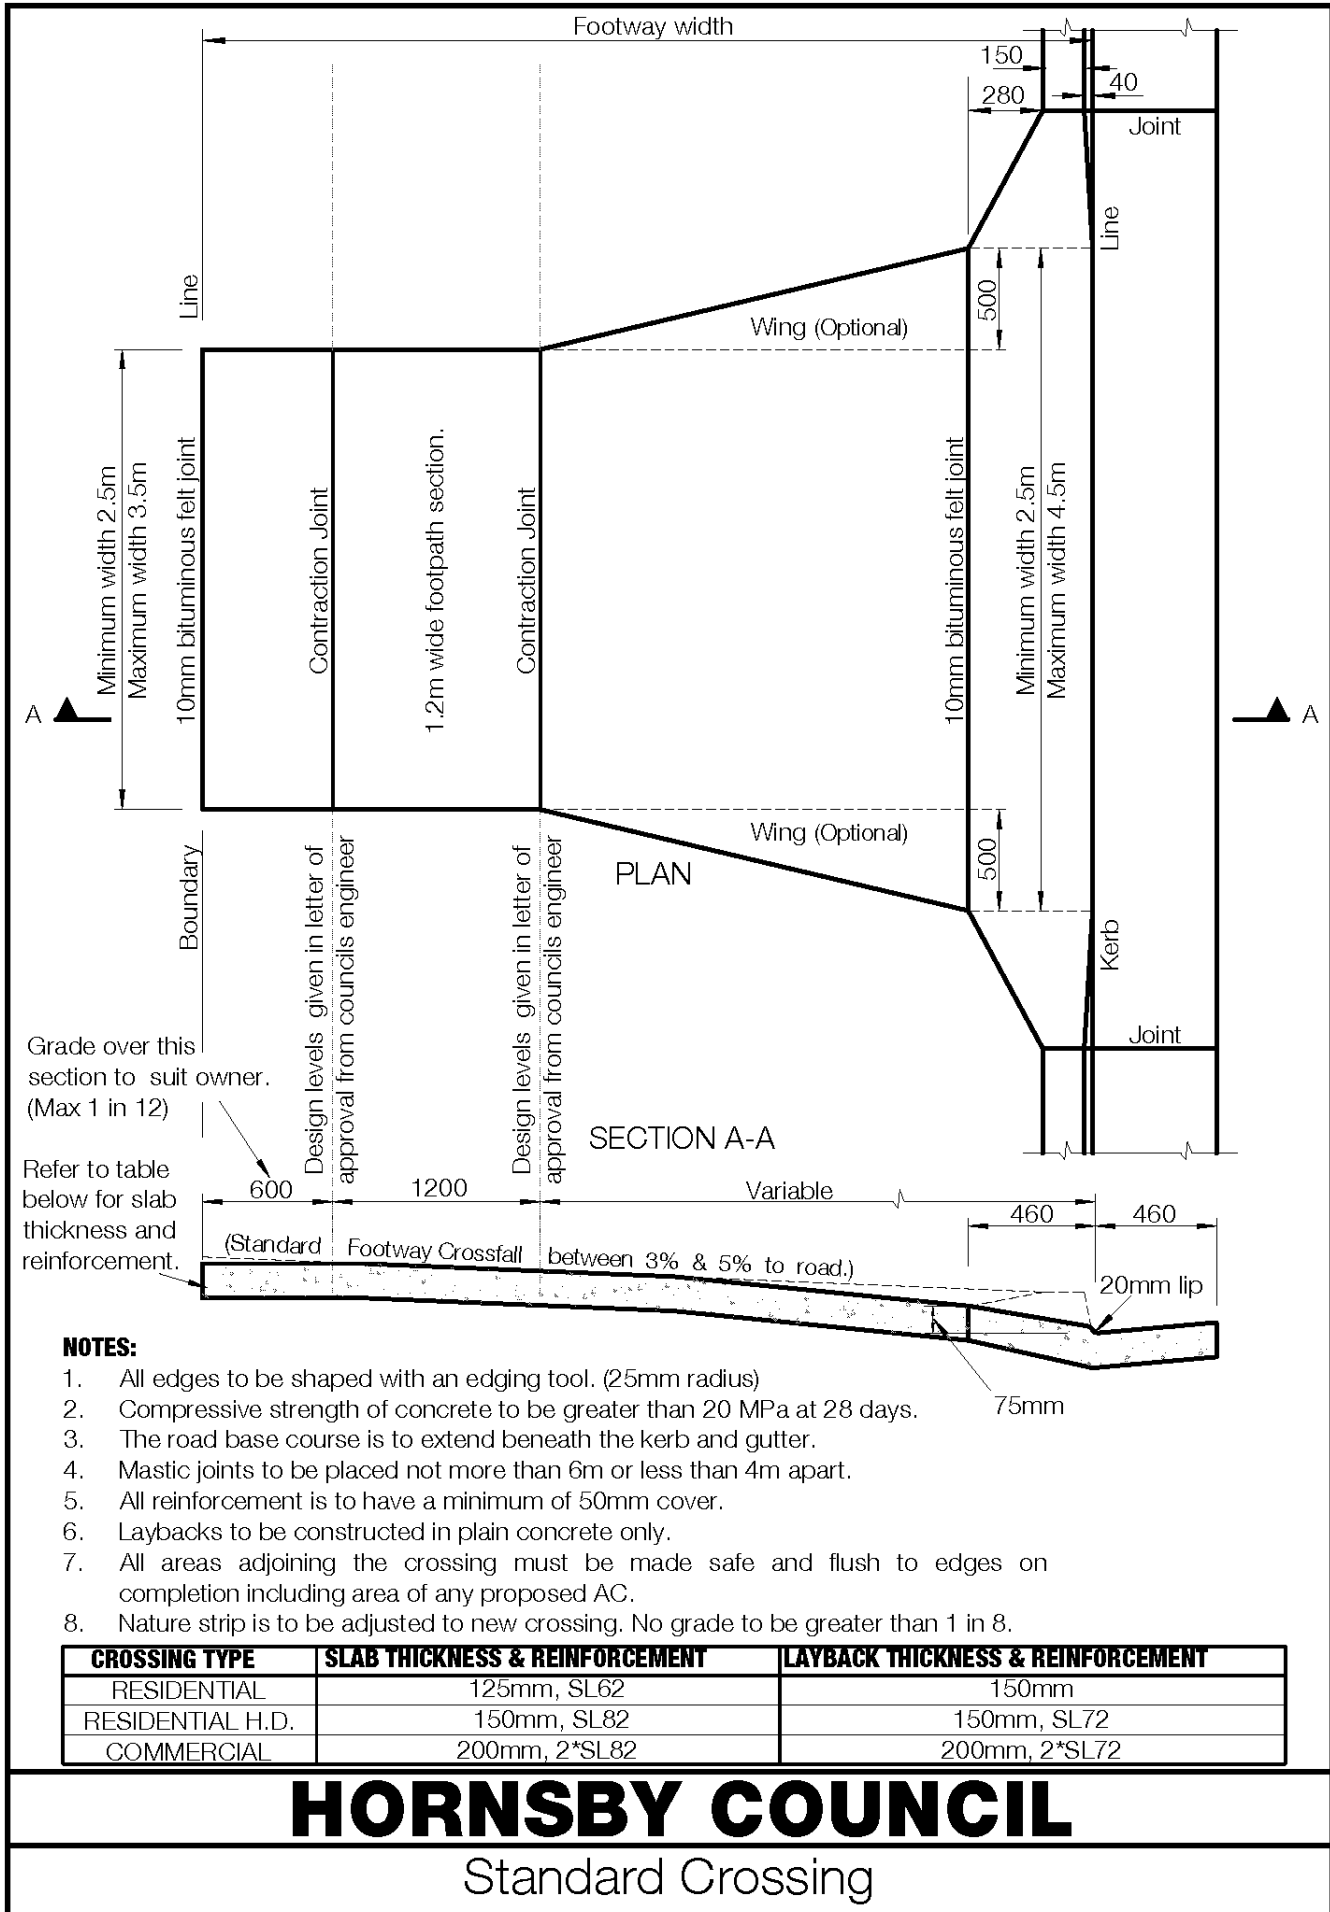 Footway width
150
40
280
Joint
Line
Line
500
Wing (Optional)
Minimum width 2.5m
Maximum width 3.5m
10mm bituminous felt joint
Contraction Joint
1.2m wide footpath section.
Contraction Joint
10mm bituminous felt joint
Minimum width 2.5m
Maximum width 4.5m
A
A
Wing (Optional)
500
PLAN
Boundary
Design levels given in letter of
approval from councils engineer
Design levels given in letter of
approval from councils engineer
Kerb
Joint
Grade over this
section to suit owner.
(Max 1 in 12)
SECTION A-A
Refer to table
below for slab
thickness and
reinforcement.
600
1200
Variable
460
460
(Standard Footway Crossfall between 3% & 5% to road.)
20mm lip
75mm
NOTES:
1. All edges to be shaped with an edging tool. (25mm radius)
2. Compressive strength of concrete to be greater than 20 MPa at 28 days.
3. The road base course is to extend beneath the kerb and gutter.
4. Mastic joints to be placed not more than 6m or less than 4m apart.
5. All reinforcement is to have a minimum of 50mm cover.
6. Laybacks to be constructed in plain concrete only.
7. All areas adjoining the crossing must be made safe and flush to edges on
completion including area of any proposed AC.
8. Nature strip is to be adjusted to new crossing. No grade to be greater than 1 in 8.
CROSSING TYPE SLAB THICKNESS & REINFORCEMENT LAYBACK THICKNESS & REINFORCEMENT
RESIDENTIAL 125mm, SL62 150mm
RESIDENTIAL H.D. 150mm, SL82 150mm, SL72
COMMERCIAL 200mm, 2*SL82 200mm, 2*SL72
HORNSBY COUNCIL
Standard Crossing